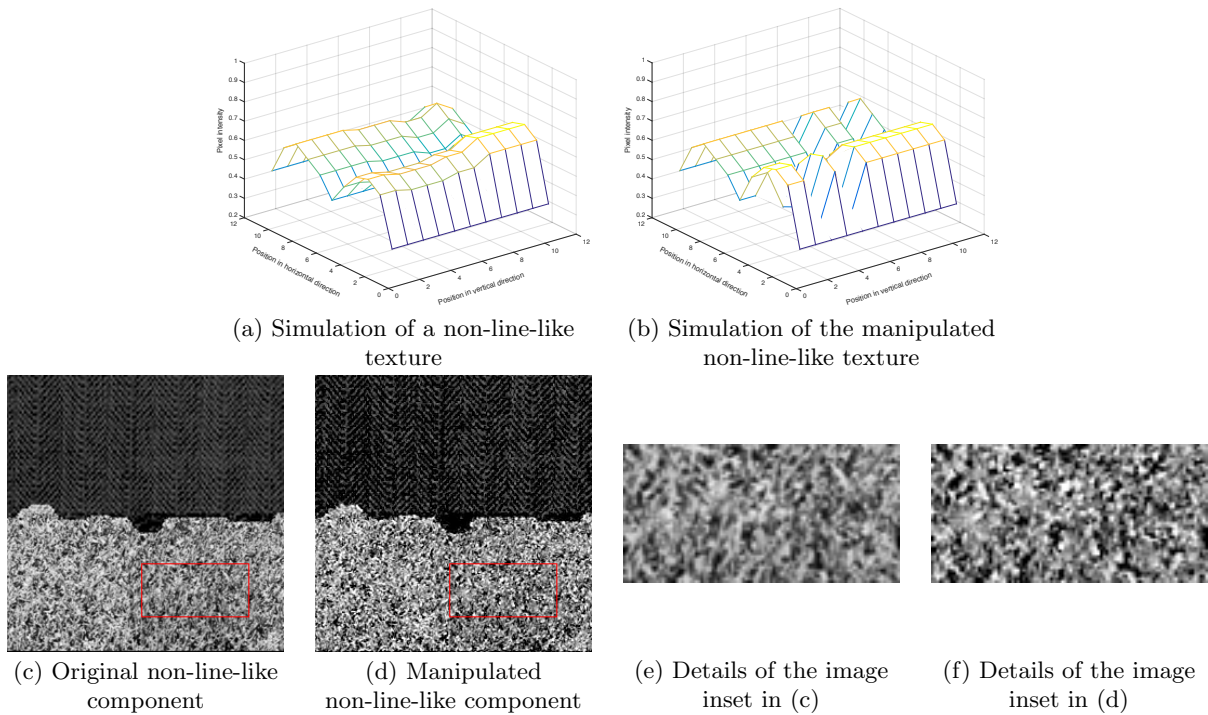 1
0.9
0.8
0.7
0.6
0.5
0.4
0.3
0.2
Pixel intensity
12
10
8
6
4
2
0
Position in horizontal direction
0
2
4
6
8
10
12
Position in vertical direction
(a) Simulation of a non-line-like
texture
1
0.9
0.8
0.7
0.6
0.5
0.4
0.3
0.2
Pixel intensity
12
10
8
6
4
2
0
Position in horizontal direction
0
2
4
6
8
10
12
Position in vertical direction
(b) Simulation of the manipulated
non-line-like texture
(c) Original non-line-like
component
(d) Manipulated
non-line-like component
(e) Details of the image
inset in (c)
(f) Details of the image
inset in (d)